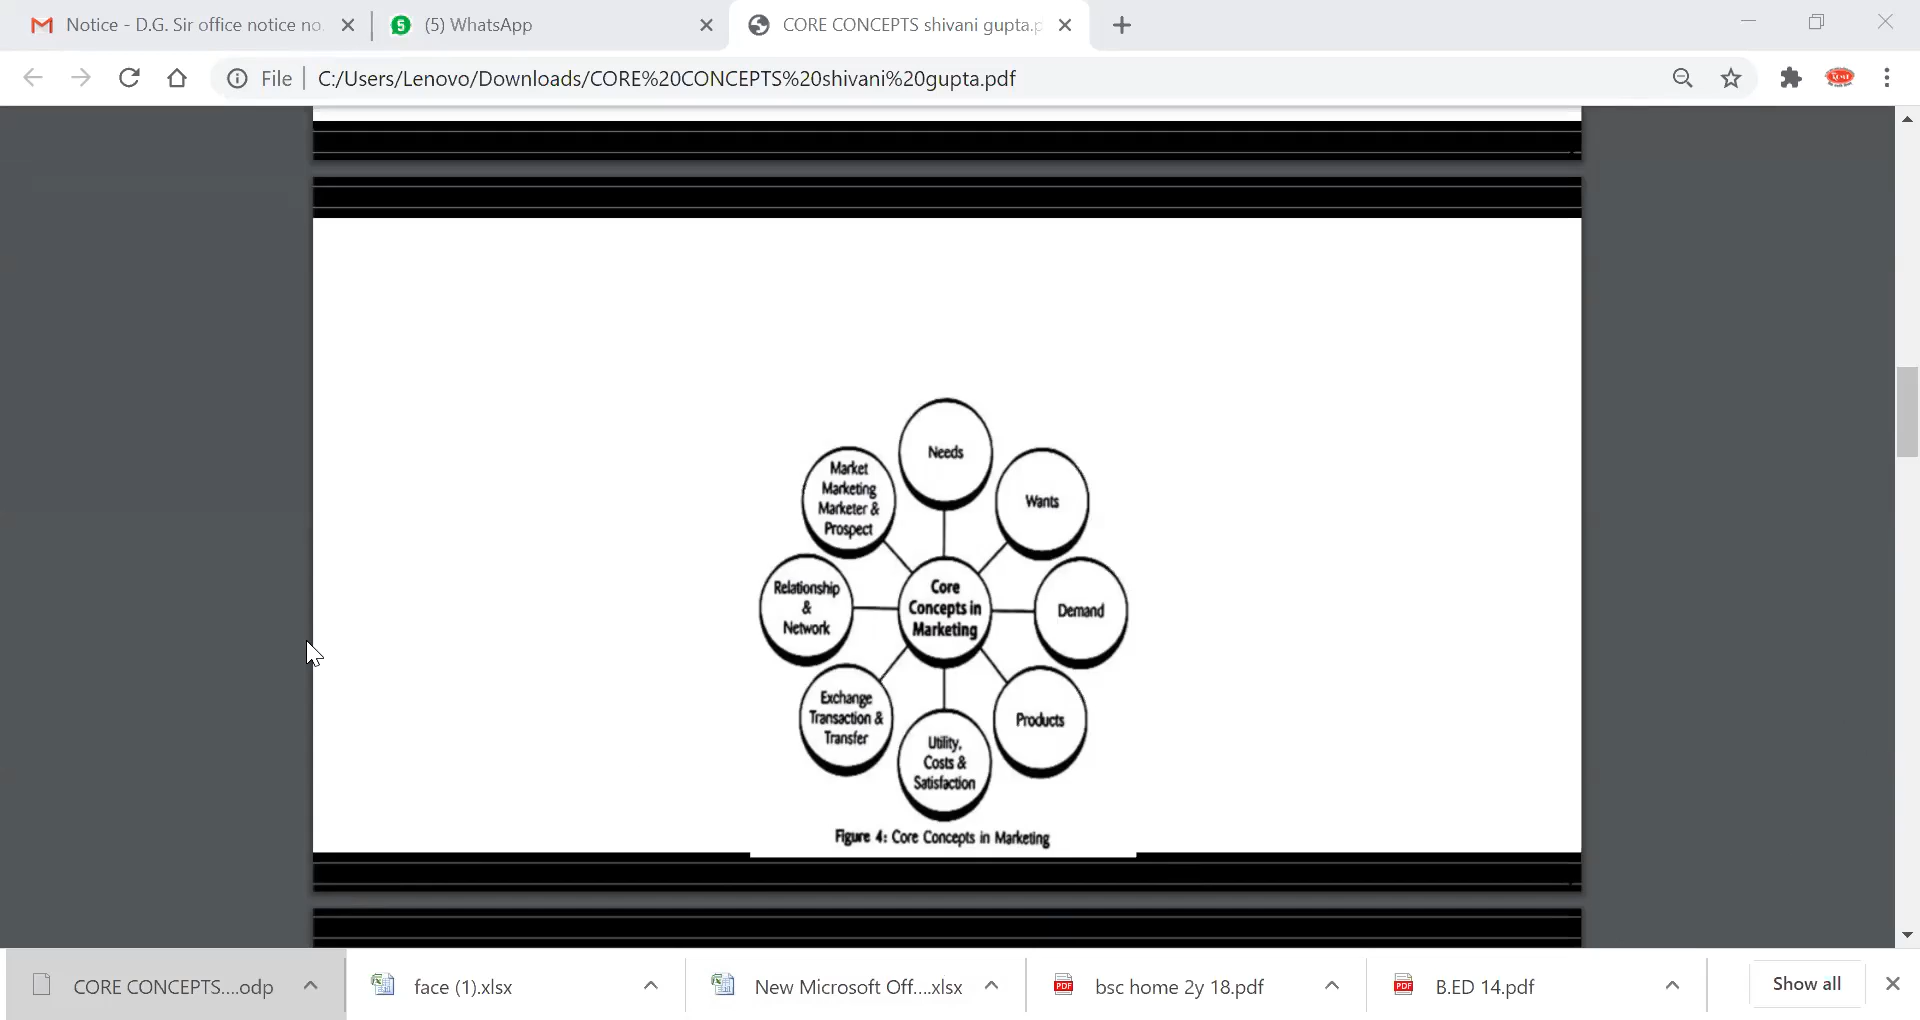 Notice - D.G. Sir office notice no.
(5) WhatsApp
CORE CONCEPTS shivani gupta.p
File
C:/Users/Lenovo/Downloads/CORE%20CONCEPTS%20shivani%20gupta.pdf
Needs
Wants
Demand
Products
Utility,
Costs &
Satisfaction
Exchange
Transaction &
Transfer
Relationship
&
Network
Market
Marketing
Marketer &
Prospect
Core
Concepts in
Marketing
Figure 4: Core Concepts in Marketing
CORE CONCEPTS....odp
face (1).xlsx
New Microsoft Off....xlsx
PDF
bsc home 2y 18.pdf
PDF
B.ED 14.pdf
Show all